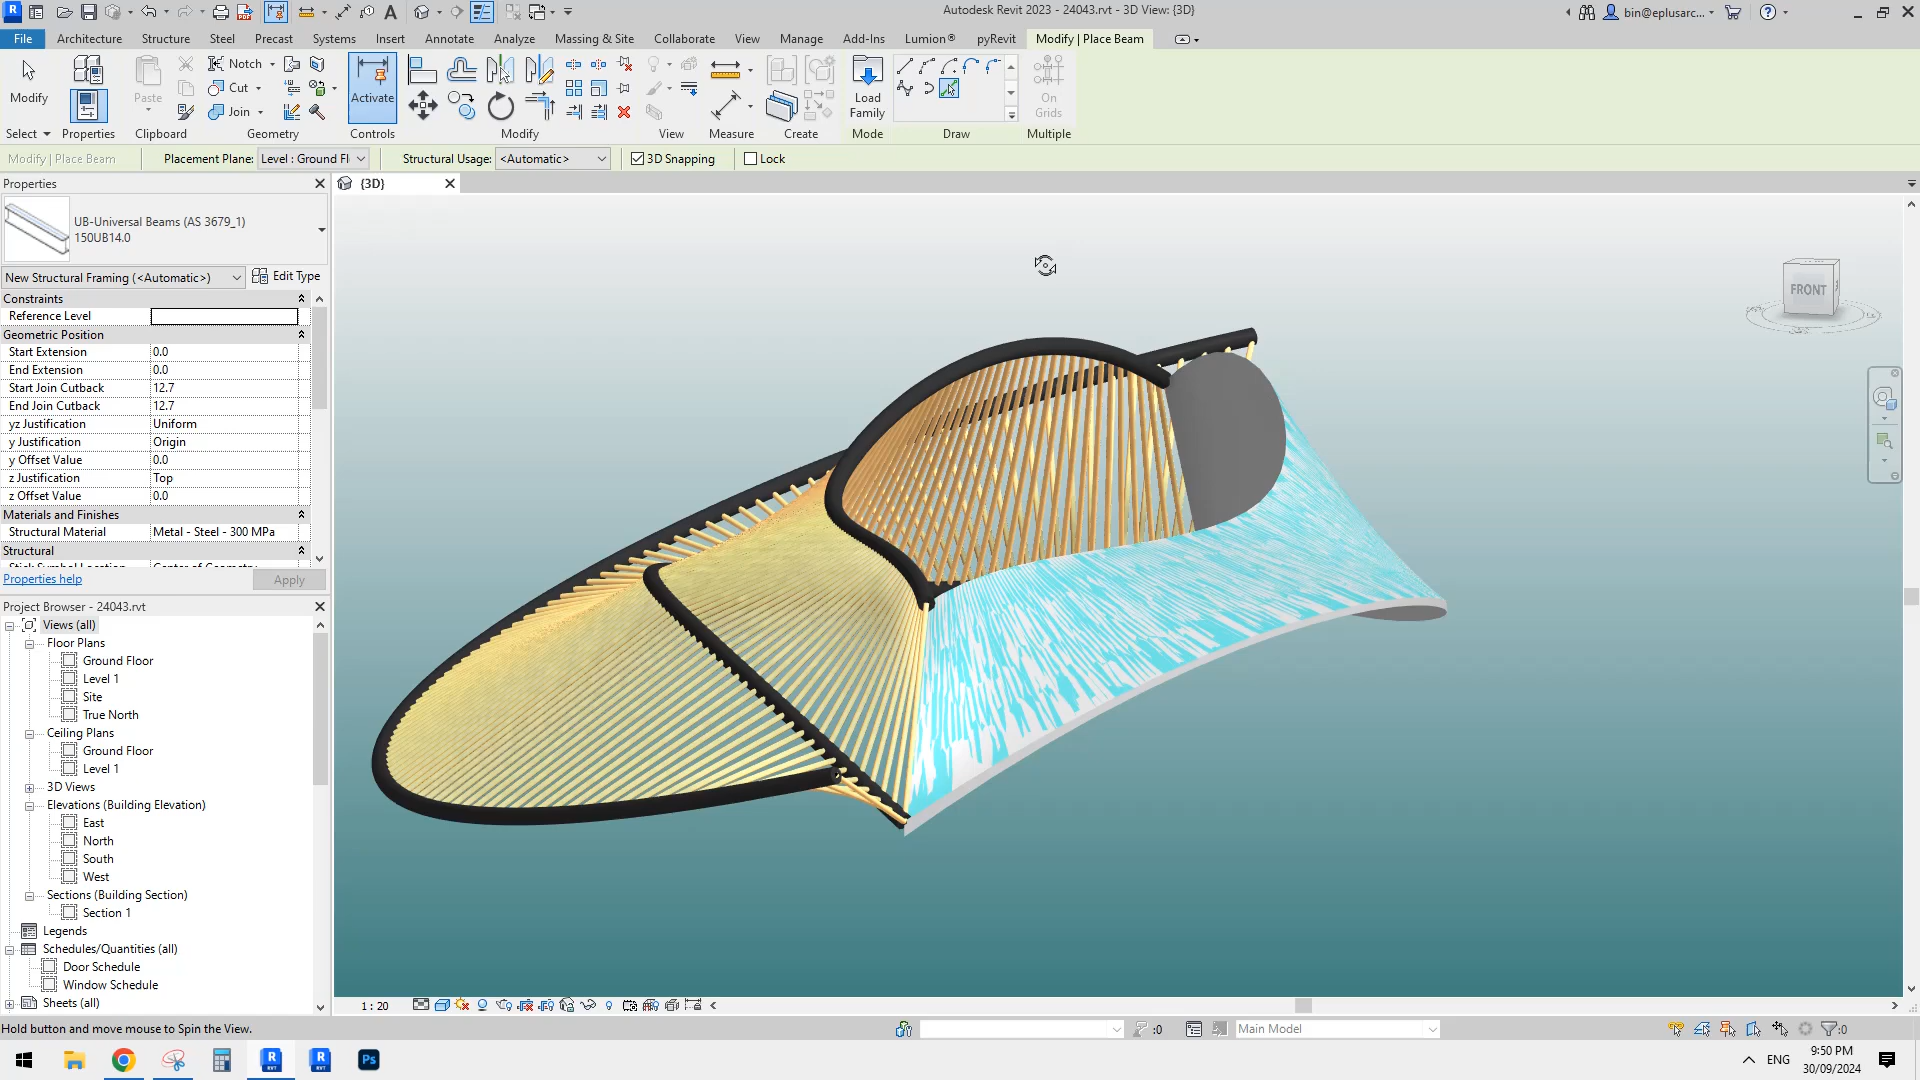 Autodesk Revit 2023 - 24043.rvt - 3D View: {3D}
bin@eplusarc...
File Architecture Structure Steel Precast Systems Insert Annotate Analyze Massing & Site Collaborate View Manage Add-Ins Lumion® pyRevit Modify | Place Beam
Modify
Properties
Paste
Notch
Cut
Join
Activate
Load
Family
On
Grids
Select
Properties
Clipboard
Geometry
Controls
Modify
View
Measure
Create
Mode
Draw
Multiple
Modify | Place Beam
Placement Plane: Level : Ground Fl
Structural Usage: <Automatic>
3D Snapping
Lock
Properties
{3D}
UB-Universal Beams (AS 3679_1)
150UB14.0
New Structural Framing (<Automatic>)
Edit Type
Constraints
Reference Level
Geometric Position
Start Extension 0.0
End Extension 0.0
Start Join Cutback 12.7
End Join Cutback 12.7
yz Justification Uniform
y Justification Origin
y Offset Value 0.0
z Justification Top
z Offset Value 0.0
Materials and Finishes
Structural Material Metal - Steel - 300 MPa
Structural
Properties help
Apply
FRONT
Project Browser - 24043.rvt
Views (all)
Floor Plans
Ground Floor
Level 1
Site
True North
Ceiling Plans
Ground Floor
Level 1
3D Views
Elevations (Building Elevation)
East
North
South
West
Sections (Building Section)
Section 1
Legends
Schedules/Quantities (all)
Door Schedule
Window Schedule
Sheets (all)
1 : 20
Hold button and move mouse to Spin the View.
:0
Main Model
:0
ENG
9:50 PM
30/09/2024